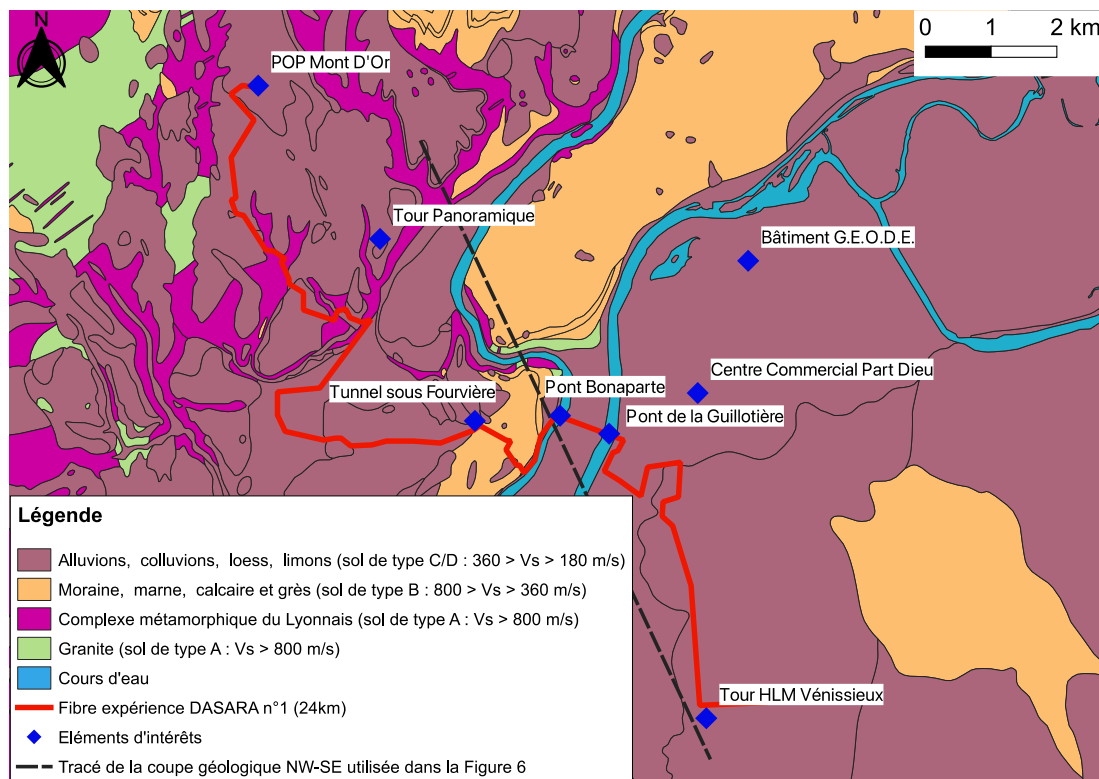 N
0 1 2 km
POP Mont D'Or
Tour Panoramique
Bâtiment G.E.O.D.E.
Centre Commercial Part Dieu
Tunnel sous Fourvière
Pont Bonaparte
Pont de la Guillotière
Tour HLM Vénissieux
Légende
Alluvions, colluvions, loess, limons (sol de type C/D : 360 > Vs > 180 m/s)
Moraine, marne, calcaire et grès (sol de type B : 800 > Vs > 360 m/s)
Complexe métamorphique du Lyonnais (sol de type A : Vs > 800 m/s)
Granite (sol de type A : Vs > 800 m/s)
Cours d'eau
Fibre expérience DASARA n°1 (24km)
Eléments d'intérêts
Tracé de la coupe géologique NW-SE utilisée dans la Figure 6